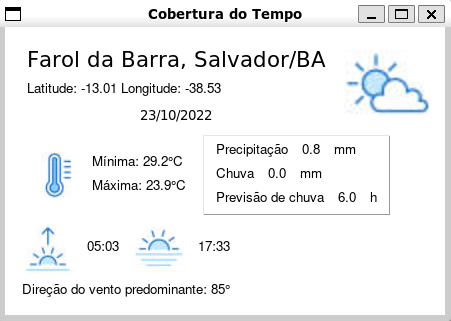 Cobertura do Tempo
Farol da Barra, Salvador/BA
Latitude: -13.01 Longitude: -38.53
23/10/2022
Mínima: 29.2°C
Máxima: 23.9°C
Precipitação 0.8 mm
Chuva 0.0 mm
Previsão de chuva 6.0 h
05:03 17:33
Direção do vento predominante: 85°